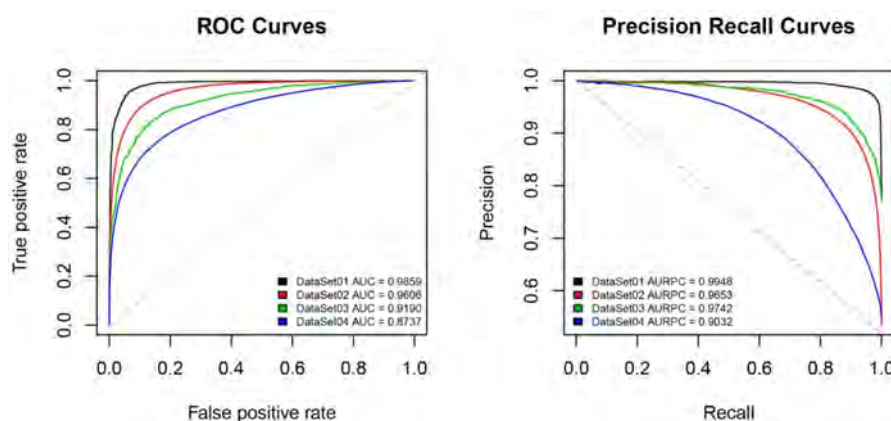 ROC Curves
True positive rate
1.0
0.8
0.6
0.4
0.2
0.0
DataSet01 AUC = 0.9859
DataSet02 AUC = 0.9606
DataSet03 AUC = 0.9190
DataSet04 AUC = 0.8737
0.0 0.2 0.4 0.6 0.8 1.0
False positive rate
Precision Recall Curves
Precision
1.0
0.9
0.8
0.7
0.6
DataSet01 AURPC = 0.9948
DataSet02 AURPC = 0.9653
DataSet03 AURPC = 0.9742
DataSet04 AURPC = 0.9032
0.0 0.2 0.4 0.6 0.8 1.0
Recall